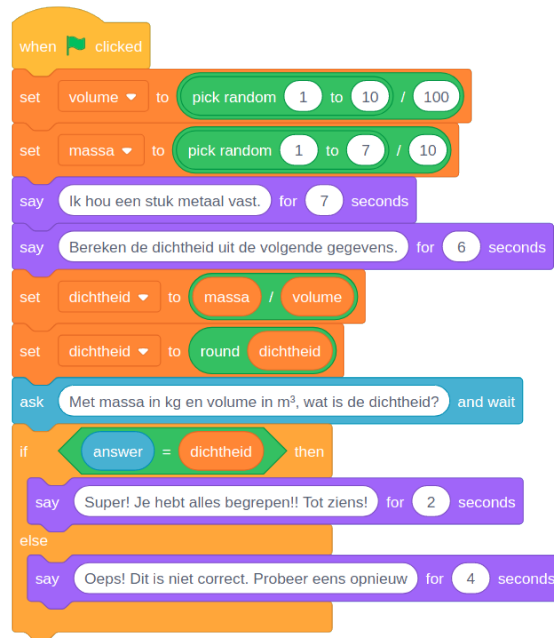 when clicked
set volume to pick random 1 to 10 / 100
set massa to pick random 1 to 7 / 10
say Ik hou een stuk metaal vast. for 7 seconds
say Bereken de dichtheid uit de volgende gegevens. for 6 seconds
set dichtheid to massa / volume
set dichtheid to round dichtheid
ask Met massa in kg en volume in m³, wat is de dichtheid? and wait
if answer = dichtheid then
say Super! Je hebt alles begrepen!! Tot ziens! for 2 seconds
else
say Oeps! Dit is niet correct. Probeer eens opnieuw for 4 seconds